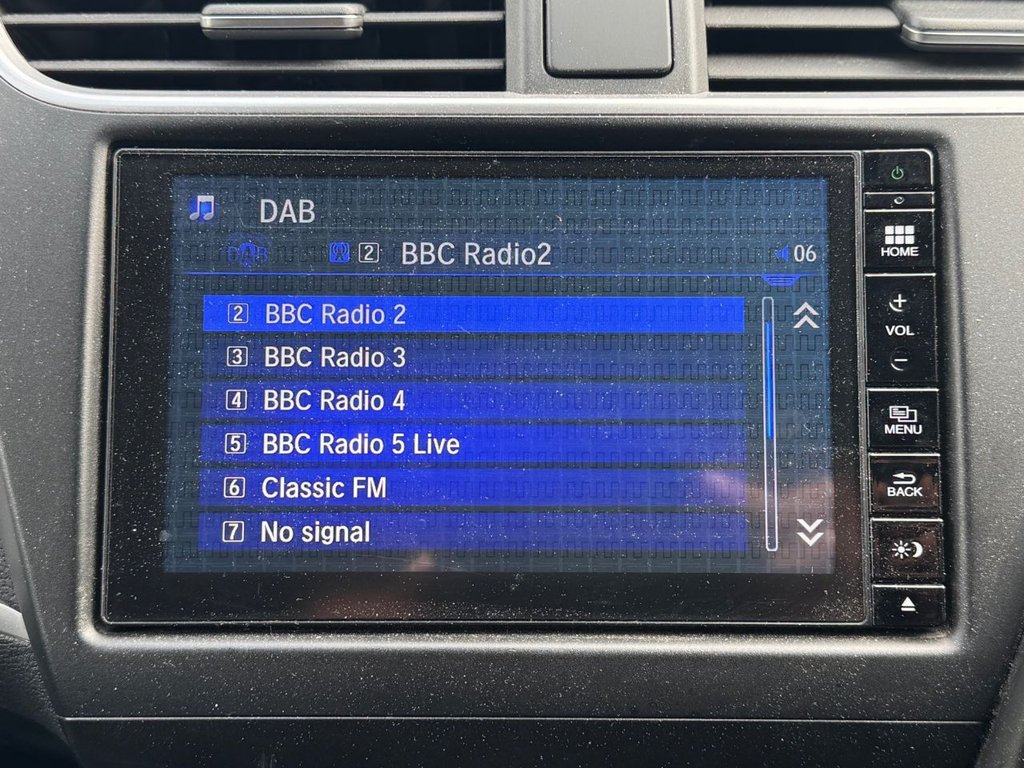 DAB
DAB 2 BBC Radio2 06
2 BBC Radio 2
3 BBC Radio 3
4 BBC Radio 4
5 BBC Radio 5 Live
6 Classic FM
7 No signal
HOME
+
VOL
−
MENU
BACK